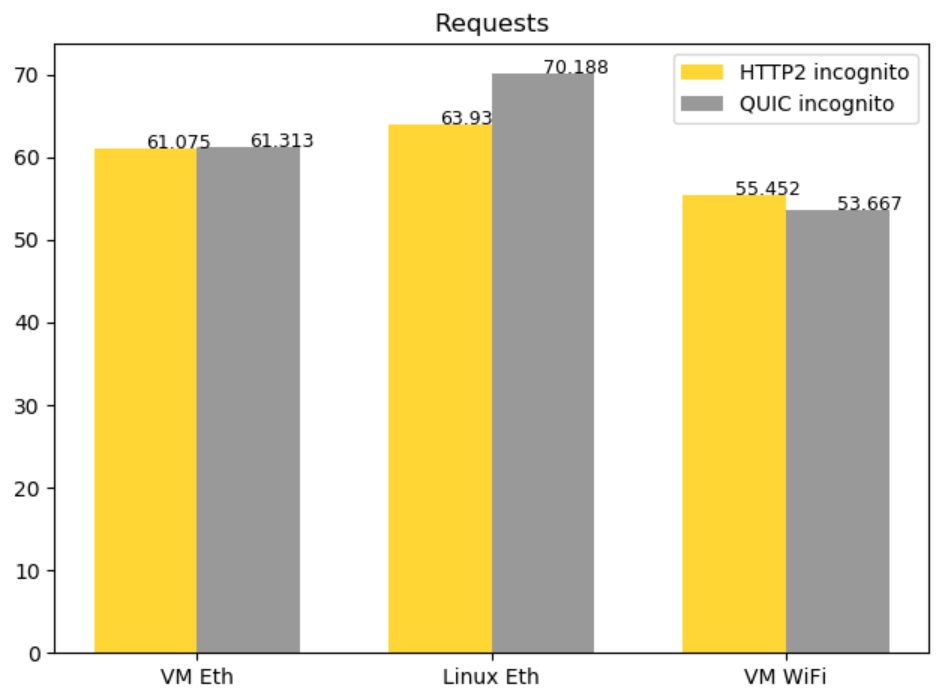 Requests
HTTP2 incognito
QUIC incognito
70
60
50
40
30
20
10
0
61.075
61.313
63.93
70.188
55.452
53.667
VM Eth
Linux Eth
VM WiFi